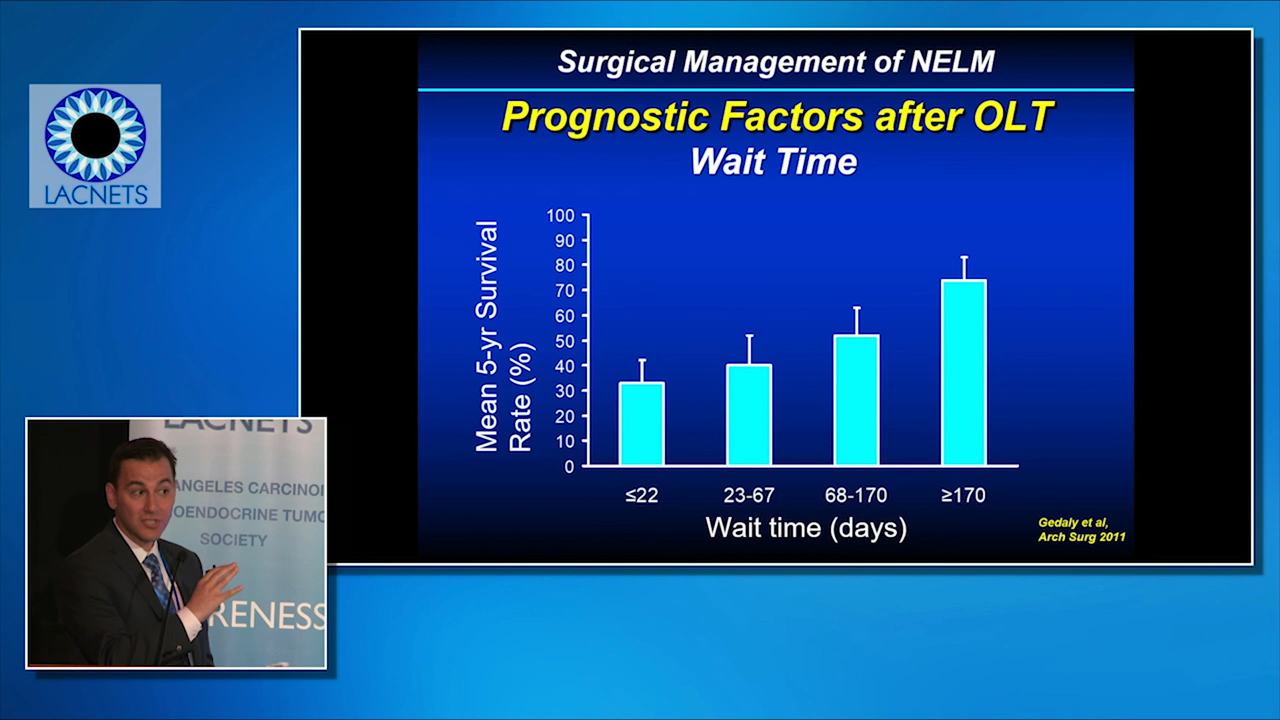 Surgical Management of NELM
Prognostic Factors after OLT
Wait Time
LACNETS
Mean 5-yr Survival
Rate (%)
100
90
80
70
60
50
40
30
20
10
0
≤22 23-67 68-170 ≥170
Wait time (days)
Gedaly et al,
Arch Surg 2011
LACNETS
ANGELES CARCINOI
OENDOCRINE TUMO
SOCIETY
RENESS